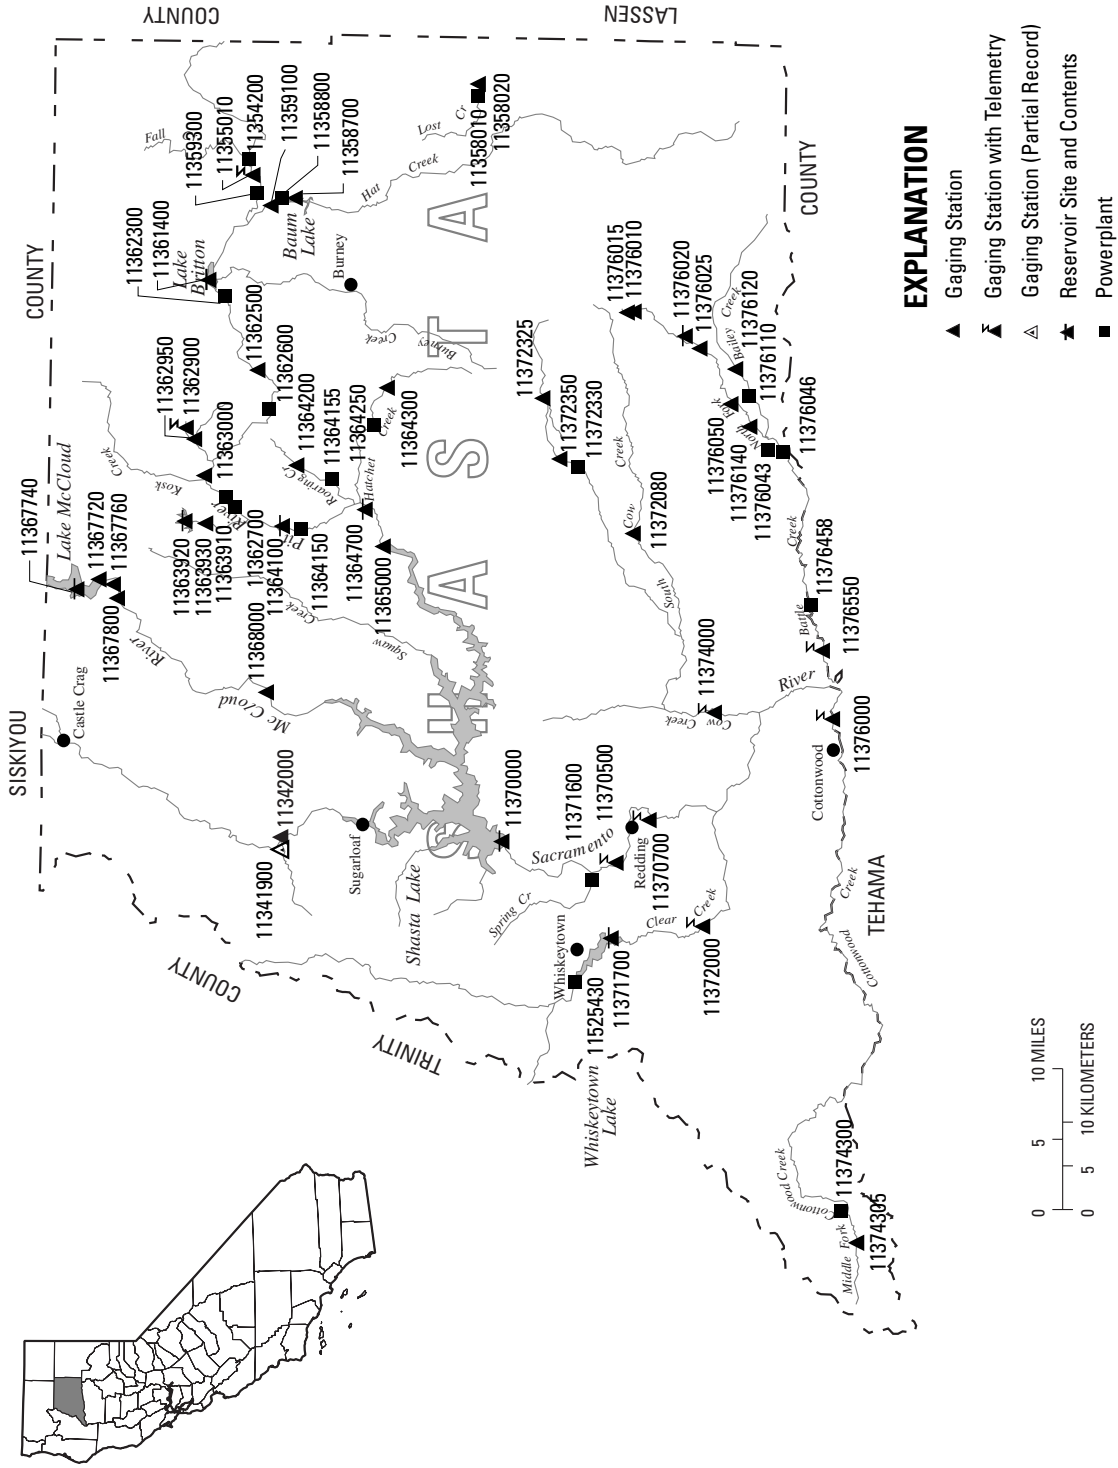 SISKIYOU
COUNTY
COUNTY
LASSEN
COUNTY
TEHAMA
TRINITY
COUNTY
SHASTA
Castle Crag
Lake McCloud
11367740
11367720
11367760
11367800
River
Mc Cloud
11368000
11342000
11341900
Sugarloaf
Shasta Lake
Squaw
Creek
Kosk
Creek
11362950
11362900
11363000
11363920
11363930
11363910
River
Pit
11362700
11364100
11364150
11364700
11365000
Roaring Cr
11362500
11362600
11364200
11364155
11364250
Hatchet
Creek
11364300
Burney
Creek
Burney
11362300
11361400
Lake
Britton
Baum
Lake
Fall
11359300
11355010
11354200
11359100
11358800
11358700
Hat
Creek
Lost
Cr
11358010
11358020
11370000
Sacramento
11371600
11370500
Redding
11370700
Spring Cr
Whiskeytown
11525430
11371700
Whiskeytown
Lake
Clear
Creek
11372000
11372325
11372350
11372330
Creek
Cow
11372080
South
11374000
Cow
Creek
River
11376015
11376010
11376020
11376025
Bailey Creek
11376120
11376110
North
Fork
11376050
11376140
11376043
11376046
Creek
Battle
11376458
11376550
11376000
Cottonwood
Creek
Cottonwood
Cottonwood Creek
Middle Fork
11374300
11374305
0 5 10 MILES
0 5 10 KILOMETERS
EXPLANATION
Gaging Station
Gaging Station with Telemetry
Gaging Station (Partial Record)
Reservoir Site and Contents
Powerplant